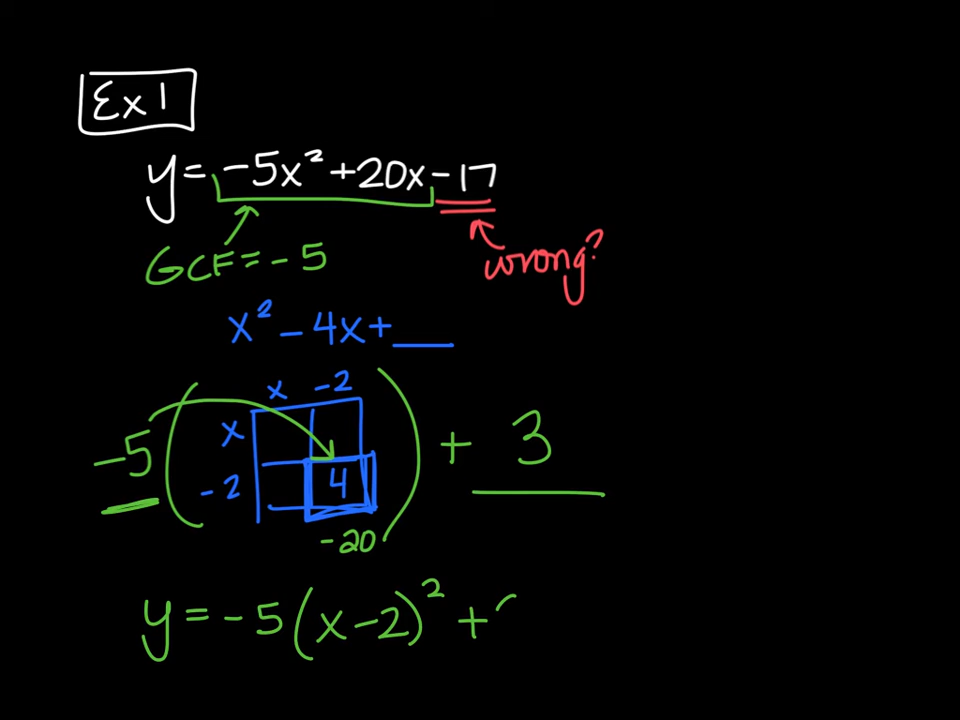 Ex 1
y = -5x² + 20x - 17
GCF = -5
wrong?
x² - 4x + __
x -2
x
-5 ( ) + 3
-2 4
-20
y = -5(x - 2)² +